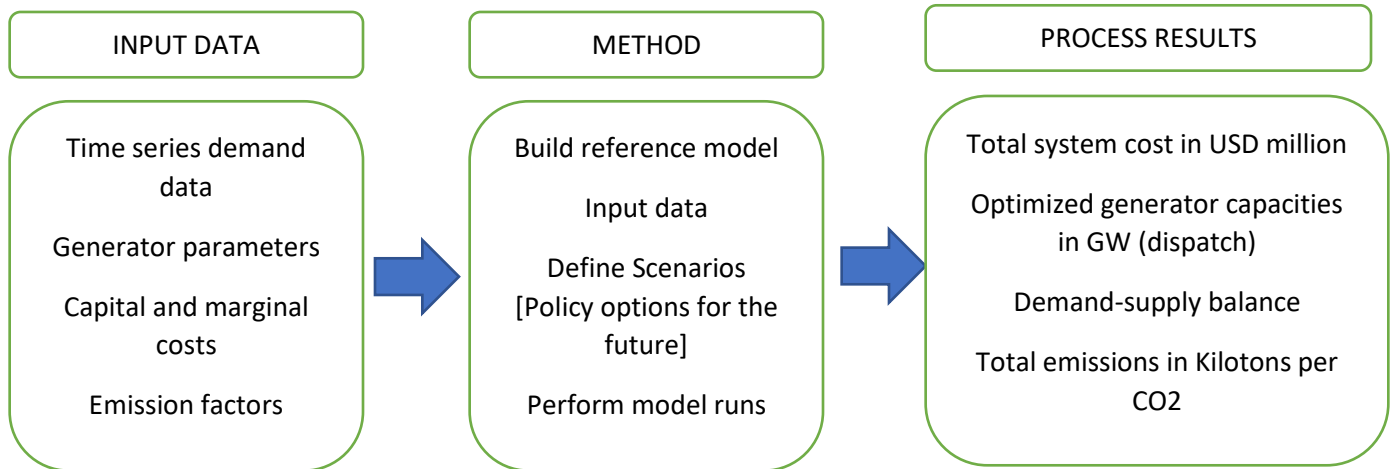 INPUT DATA
Time series demand
data
Generator parameters
Capital and marginal
costs
Emission factors
METHOD
Build reference model
Input data
Define Scenarios
[Policy options for the
future]
Perform model runs
PROCESS RESULTS
Total system cost in USD million
Optimized generator capacities
in GW (dispatch)
Demand-supply balance
Total emissions in Kilotons per
CO2